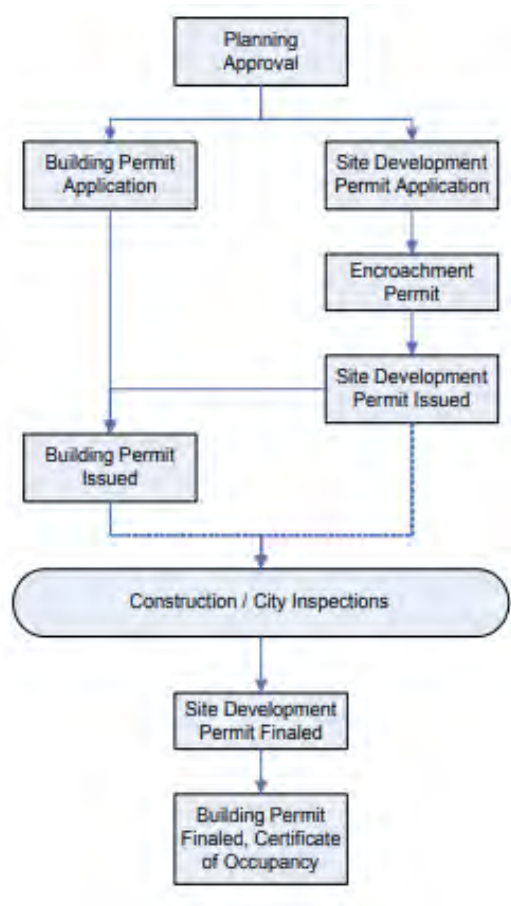 Planning
Approval
Building Permit
Application
Site Development
Permit Application
Encroachment
Permit
Site Development
Permit Issued
Building Permit
Issued
Construction / City Inspections
Site Development
Permit Finaled
Building Permit
Finaled, Certificate
of Occupancy